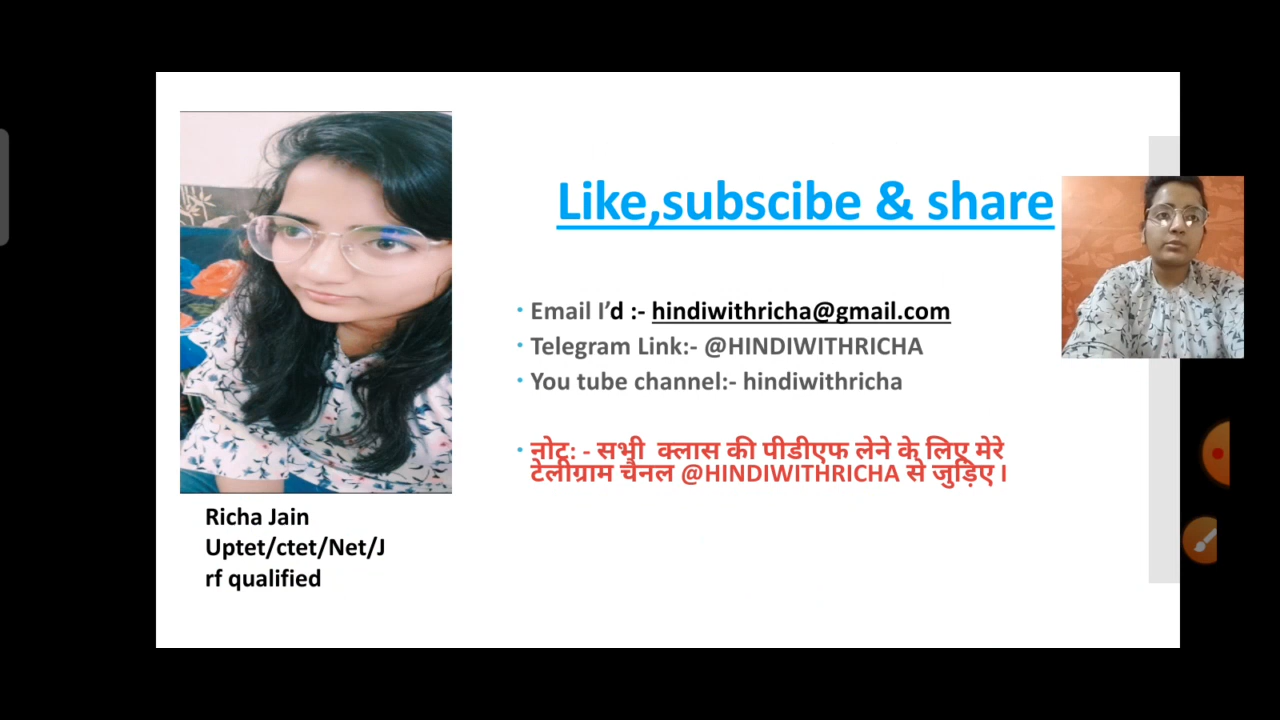 Like,subscibe & share
Email I’d :- hindiwithricha@gmail.com
Telegram Link:- @HINDIWITHRICHA
You tube channel:- hindiwithricha
नोट: - सभी क्लास की पीडीएफ लेने के लिए मेरे
टेलीग्राम चैनल @HINDIWITHRICHA से जुड़िए I
Richa Jain
Uptet/ctet/Net/J
rf qualified